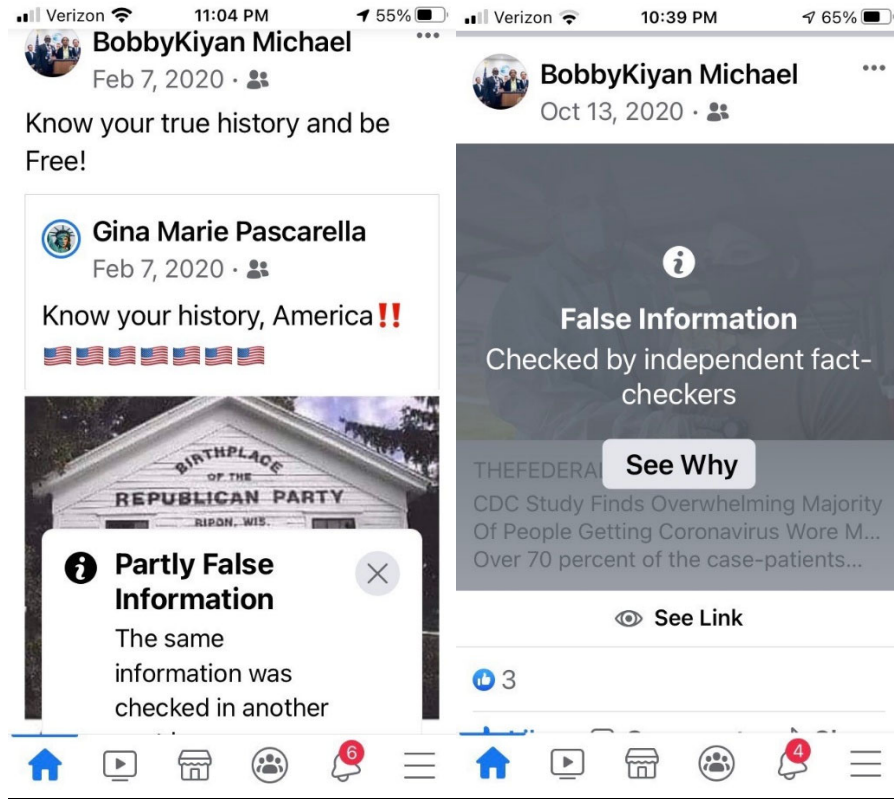 Verizon 11:04 PM 55%
BobbyKiyan Michael
Feb 7, 2020 ·
Know your true history and be
Free!
Gina Marie Pascarella
Feb 7, 2020 ·
Know your history, America‼️
🇺🇸🇺🇸🇺🇸🇺🇸🇺🇸🇺🇸🇺🇸
BIRTHPLACE
OF THE
REPUBLICAN PARTY
RIPON, WIS.
Partly False
Information
The same
information was
checked in another
6
Verizon 10:39 PM 65%
BobbyKiyan Michael
Oct 13, 2020 ·
False Information
Checked by independent fact-
checkers
See Why
THEFEDERA
CDC Study Finds Overwhelming Majority
Of People Getting Coronavirus Wore M...
Over 70 percent of the case-patients...
See Link
3
4